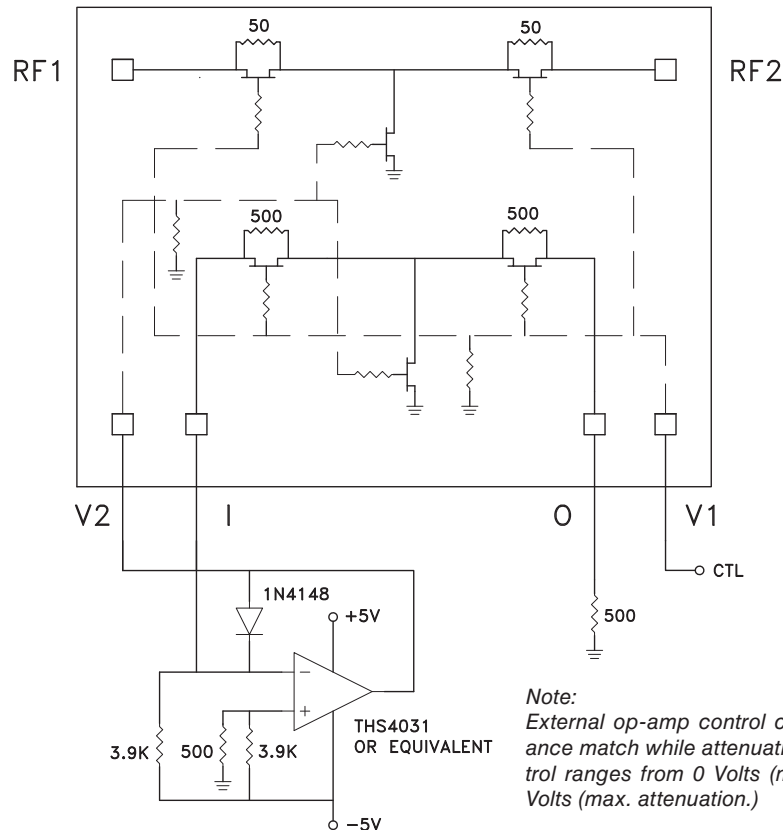 50
50
RF1
RF2
500
500
V2
I
O
V1
CTL
1N4148
+5V
500
−
+
THS4031
OR EQUIVALENT
3.9K
500
3.9K
−5V
Note:
External op-amp control
ance match while
trol ranges from 0 Volts
Volts (max. attenuation.)